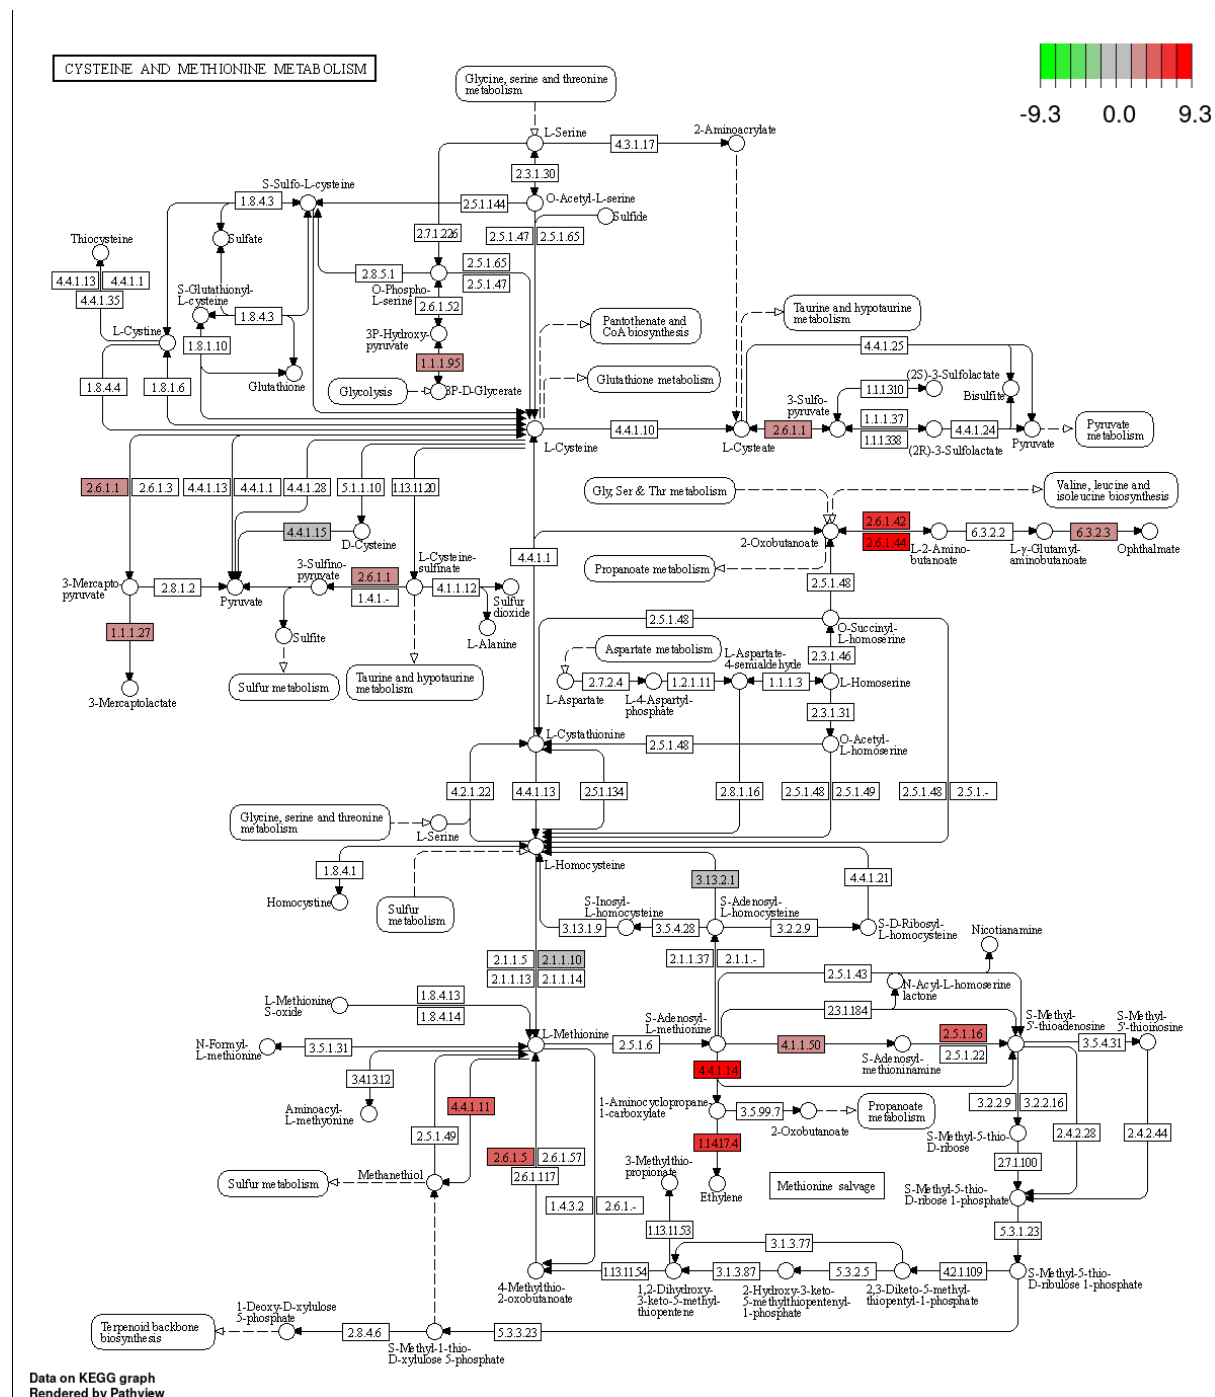 CYSTEINE AND METHIONINE METABOLISM
-9.3 0.0 9.3
Glycine, serine and threonine
metabolism
L-Serine
4.3.1.17
2-Aminoacrylate
2.3.1.30
S-Sulfo-L-cysteine
1.8.4.3
2.5.1.144
O-Acetyl-L-serine
Sulfide
2.7.1.226
2.5.1.47 2.5.1.65
Thiocysteine
Sulfate
4.4.1.13 4.4.1.1
4.4.1.35
S-Glutathionyl-
L-cysteine
2.8.5.1
O-Phospho-
L-serine
2.5.1.65
2.5.1.47
2.6.1.52
1.8.4.3
L-Cystine
1.8.1.10
3P-Hydroxy-
pyruvate
Pantothenate and
CoA biosynthesis
Taurine and hypotaurine
metabolism
4.4.1.25
1.1.1.95
1.8.4.4
1.8.1.6
Glutathione
Glycolysis
3P-D-Glycerate
Glutathione metabolism
(2S)-3-Sulfolactate
1.1.1.310
Bisulfite
3-Sulfo-
pyruvate
L-Cysteine
4.4.1.10
L-Cysteate
2.6.1.1
1.1.1.37
1.1.1.338
(2R)-3-Sulfolactate
4.4.1.24
Pyruvate
Pyruvate
metabolism
2.6.1.1
2.6.1.3
4.4.1.13
4.4.1.1
4.4.1.28
5.1.1.10
1.13.11.20
Gly, Ser & Thr metabolism
Valine, leucine and
isoleucine biosynthesis
4.4.1.15
D-Cysteine
2-Oxobutanoate
2.6.1.42
2.6.1.44
L-2-Amino-
butanoate
6.3.2.2
L-γ-Glutamyl-
aminobutanoate
6.3.2.3
Ophthalmate
4.4.1.1
Propanoate metabolism
3-Mercapto
pyruvate
2.8.1.2
Pyruvate
3-Sulfino-
pyruvate
2.6.1.1
1.4.1.-
L-Cysteine-
sulfinate
4.1.1.12
Sulfur
dioxide
L-Alanine
2.5.1.48
1.1.1.27
Sulfite
2.5.1.48
O-Succinyl-
L-homoserine
Aspartate metabolism
L-Aspartate-
4-semialdehyde
2.3.1.46
3-Mercaptolactate
Sulfur metabolism
Taurine and hypotaurine
metabolism
L-Aspartate
2.7.2.4
L-4-Aspartyl-
phosphate
1.2.1.11
1.1.1.3
L-Homoserine
2.3.1.31
L-Cystathionine
2.5.1.48
O-Acetyl-
L-homoserine
4.2.1.22
4.4.1.13
2.5.1.134
2.8.1.16
2.5.1.48 2.5.1.49
2.5.1.48 2.5.1.-
Glycine, serine and threonine
metabolism
L-Serine
L-Homocysteine
1.8.4.1
Homocystine
Sulfur
metabolism
3.13.2.1
4.4.1.21
S-Inosyl-
L-homocysteine
S-Adenosyl-
L-homocysteine
3.13.1.9
3.5.4.28
3.2.2.9
S-D-Ribosyl-
L-homocysteine
Nicotianamine
2.1.1.5 2.1.1.10
2.1.1.13 2.1.1.14
2.1.1.37 2.1.1.-
2.5.1.43
N-Acyl-L-homoserine
lactone
L-Methionine
S-oxide
1.8.4.13
1.8.4.14
2.3.1.184
S-Adenosyl-
L-methionine
S-Methyl-
5'-thioadenosine
S-Methyl-
5'-thioinosine
N-Formyl-
L-methionine
3.5.1.31
L-Methionine
2.5.1.6
4.1.1.50
S-Adenosyl-
methioninamine
2.5.1.16
2.5.1.22
3.5.4.31
3.4.13.12
Aminoacyl-
L-methyonine
4.4.1.11
4.4.1.14
1-Aminocyclopropane-
1-carboxylate
3.5.99.7
2-Oxobutanoate
Propanoate
metabolism
3.2.2.9 3.2.2.16
2.5.1.49
S-Methyl-5-thio-
D-ribose
2.4.2.28
2.4.2.44
2.6.1.5 2.6.1.57
2.6.1.117
1.14.17.4
Ethylene
3-Methylthio-
propionate
2.7.1.100
Methanethiol
Sulfur metabolism
Methionine salvage
S-Methyl-5-thio-
D-ribose 1-phosphate
1.4.3.2 2.6.1.-
1.13.11.53
5.3.1.23
3.1.3.77
4-Methylthio-
2-oxobutanoate
1.13.11.54
1,2-Dihydroxy-
3-keto-5-methyl-
thiopentene
3.1.3.87
2-Hydroxy-3-keto-
5-methylthiopentenyl-
1-phosphate
5.3.2.5
2,3-Diketo-5-methyl-
thiopentyl-1-phosphate
4.2.1.109
S-Methyl-5-thio-
D-ribulose 1-phosphate
Terpenoid backbone
biosynthesis
1-Deoxy-D-xylulose
5-phosphate
2.8.4.6
S-Methyl-1-thio-
D-xylulose 5-phosphate
5.3.3.23
Data on KEGG graph
Rendered by Pathview